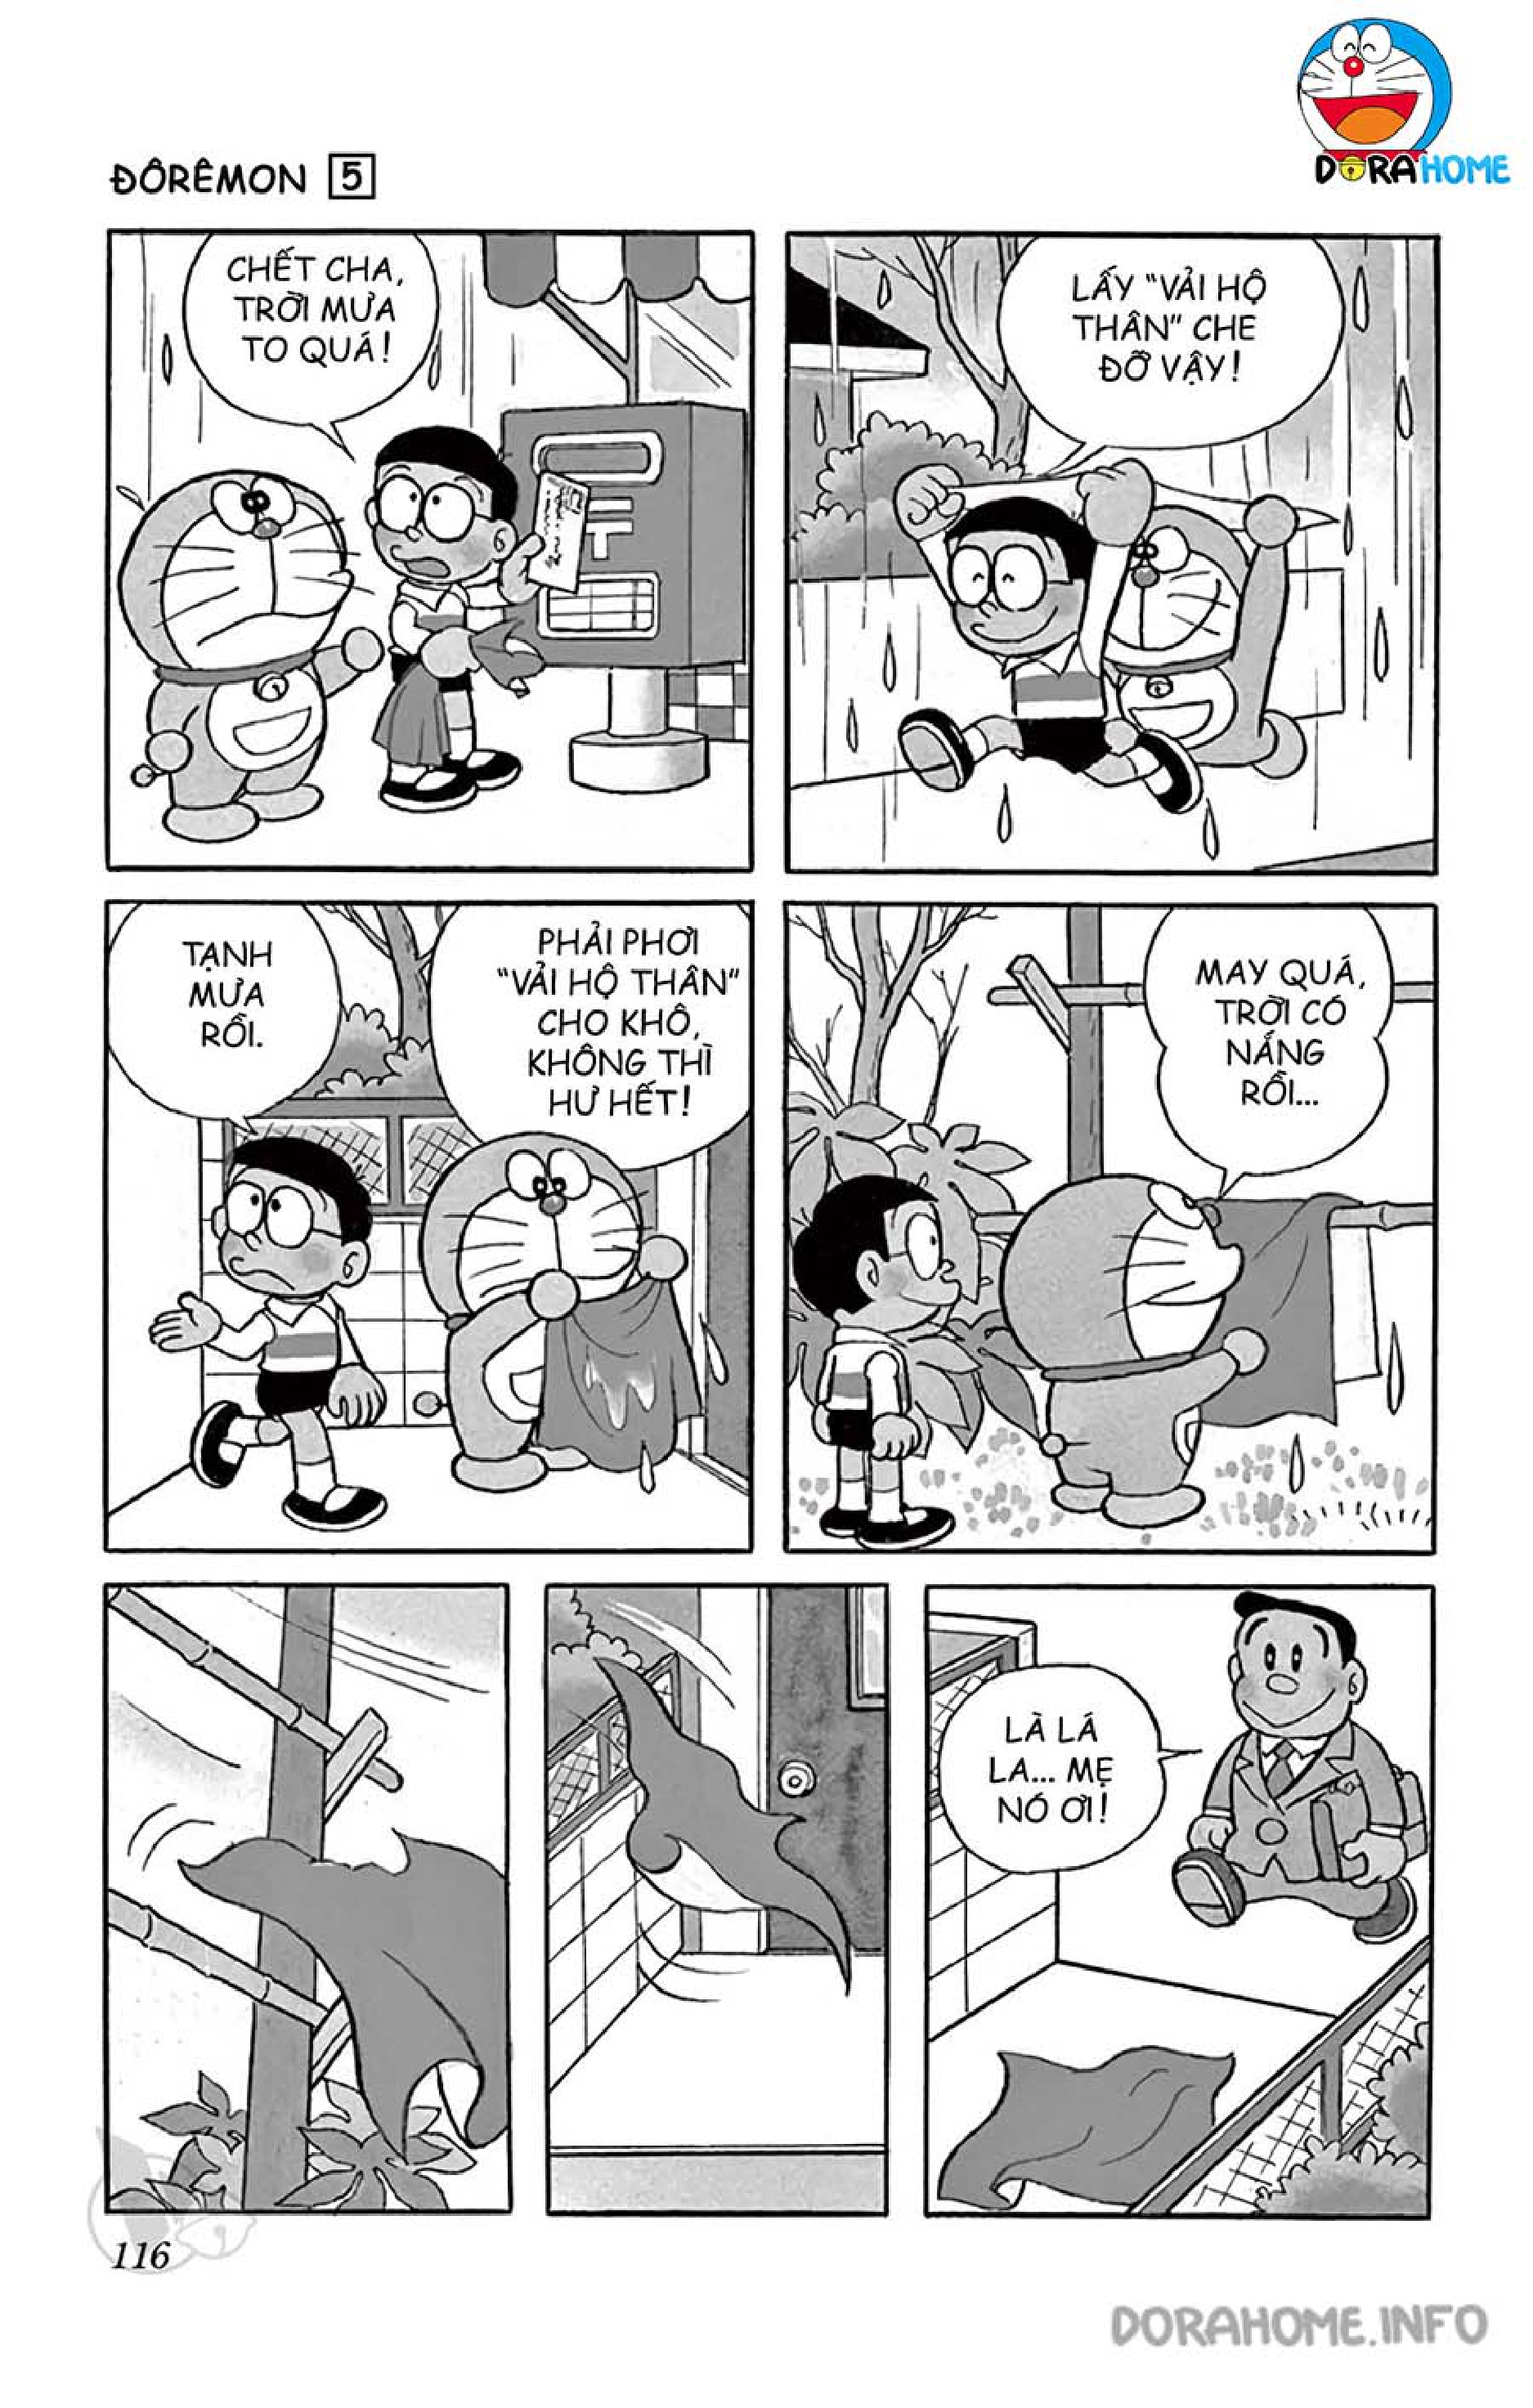 DORAHOME
ĐÔRÊMON 5
CHẾT CHA,
TRỜI MƯA
TO QUÁ!
LẤY "VẢI HỘ
THÂN" CHE
ĐỠ VẬY!
TẠNH
MƯA
RỒI.
PHẢI PHƠI
"VẢI HỘ THÂN"
CHO KHÔ,
KHÔNG THÌ
HƯ HẾT!
MAY QUÁ,
TRỜI CÓ
NẮNG
RỒI...
LÀ LÁ
LA... MẸ
NÓ ƠI!
116
DORAHOME.INFO